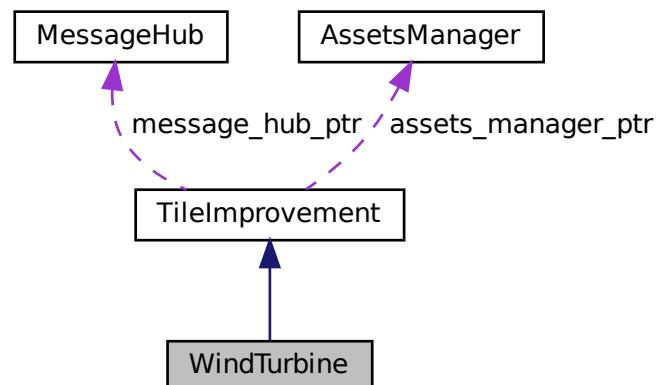 MessageHub
AssetsManager
message_hub_ptr
assets_manager_ptr
TileImprovement
WindTurbine